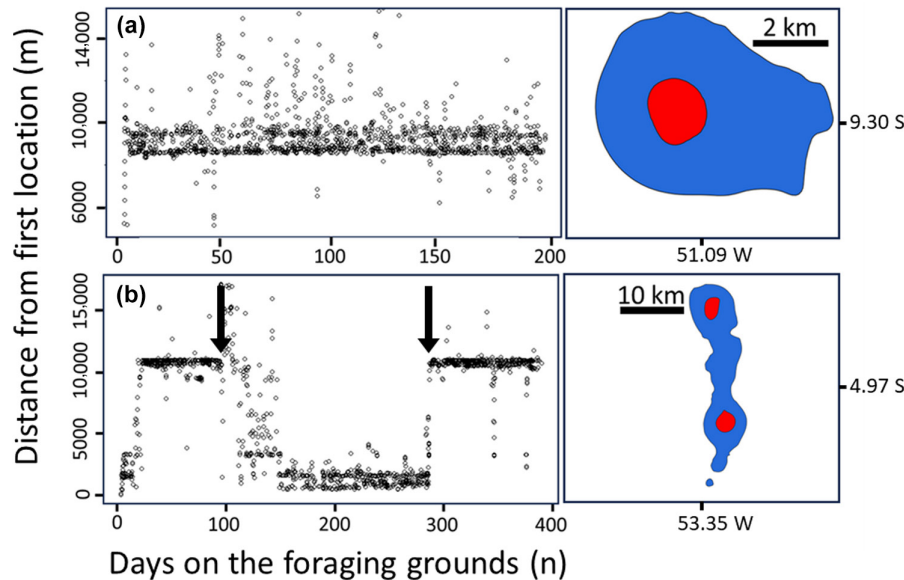 Distance from first location (m)
(a)
14.000
10.000
6000
0
50
100
150
200
2 km
9.30 S
51.09 W
(b)
15.000
10.000
5000
0
0
100
200
300
400
10 km
4.97 S
53.35 W
Days on the foraging grounds (n)